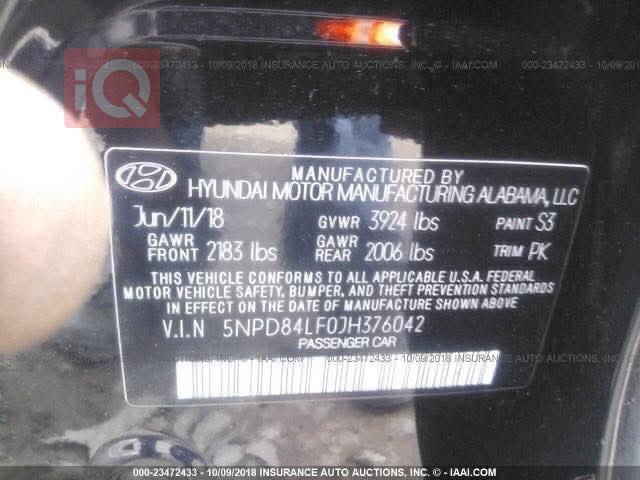 000-23472433 - 10/09/2018 INSURANCE AUTO AUCTIONS, INC. - © IAAI.COM
iQ
MANUFACTURED BY
HYUNDAI MOTOR MANUFACTURING ALABAMA, LLC
Jun/11/18 GVWR 3924 lbs PAINT S3
GAWR FRONT 2183 lbs GAWR REAR 2006 lbs TRIM PK
THIS VEHICLE CONFORMS TO ALL APPLICABLE U.S.A. FEDERAL
MOTOR VEHICLE SAFETY, BUMPER, AND THEFT PREVENTION STANDARDS
IN EFFECT ON THE DATE OF MANUFACTURE SHOWN ABOVE
V.I.N 5NPD84LF0JH376042
PASSENGER CAR
000-23472433 - 10/09/2018 INSURANCE AUTO AUCTIONS, INC. - © IAAI.COM